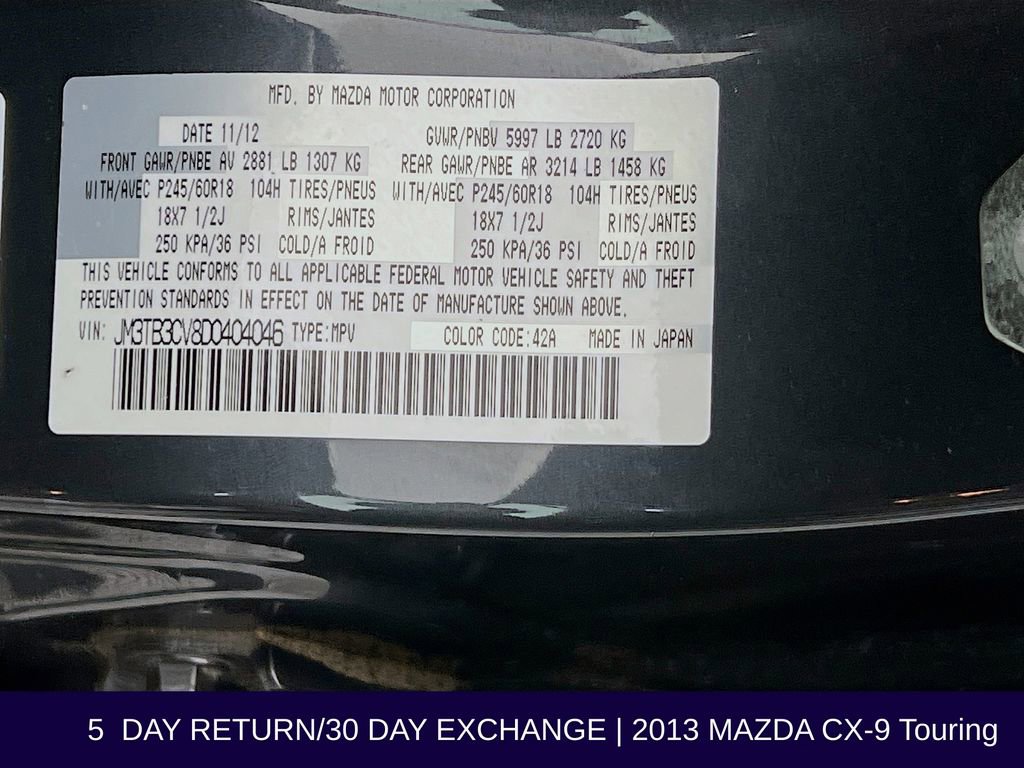 MFD. BY MAZDA MOTOR CORPORATION
DATE 11/12 GVWR/PNBV 5997 LB 2720 KG
FRONT GAWR/PNBE AV 2881 LB 1307 KG REAR GAWR/PNBE AR 3214 LB 1458 KG
WITH/AVEC P245/60R18 104H TIRES/PNEUS WITH/AVEC P245/60R18 104H TIRES/PNEUS
18X7 1/2J RIMS/JANTES 18X7 1/2J RIMS/JANTES
250 KPA/36 PSI COLD/A FROID 250 KPA/36 PSI COLD/A FROID
THIS VEHICLE CONFORMS TO ALL APPLICABLE FEDERAL MOTOR VEHICLE SAFETY AND THEFT
PREVENTION STANDARDS IN EFFECT ON THE DATE OF MANUFACTURE SHOWN ABOVE.
VIN: JM3TB3CV8D0404046 TYPE:MPV COLOR CODE:42A MADE IN JAPAN
5 DAY RETURN/30 DAY EXCHANGE | 2013 MAZDA CX-9 Touring